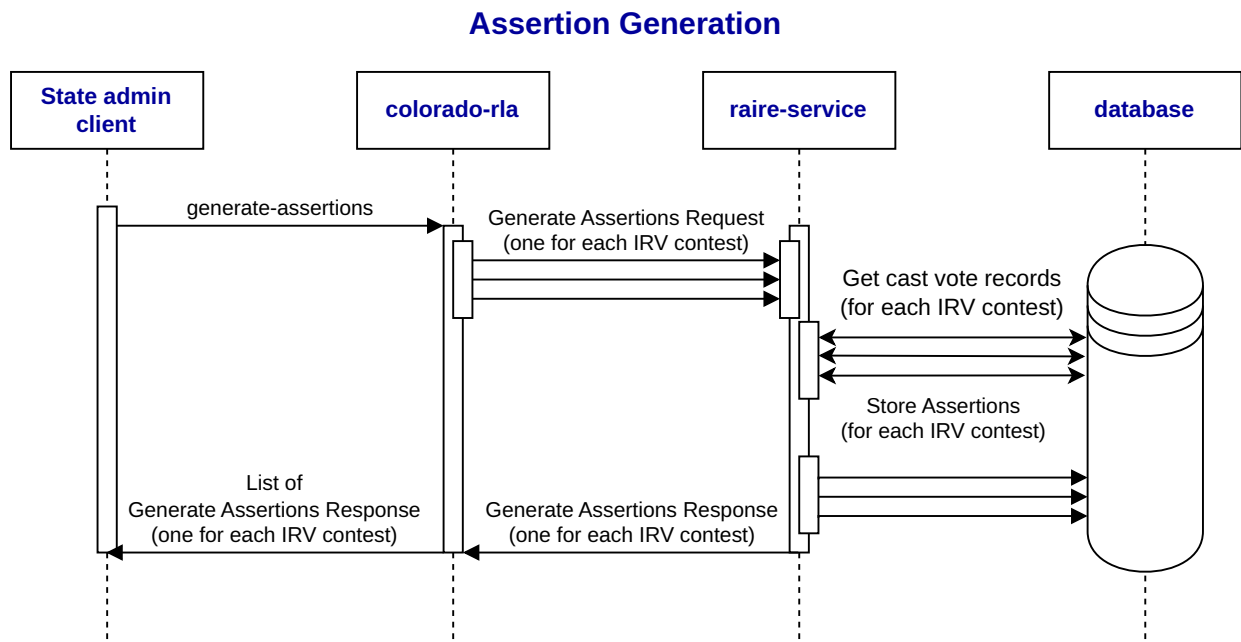 Assertion Generation
State admin
client
colorado-rla
raire-service
database
generate-assertions
Generate Assertions Request
(one for each IRV contest)
Get cast vote records
(for each IRV contest)
Store Assertions
(for each IRV contest)
List of
Generate Assertions Response
(one for each IRV contest)
Generate Assertions Response
(one for each IRV contest)